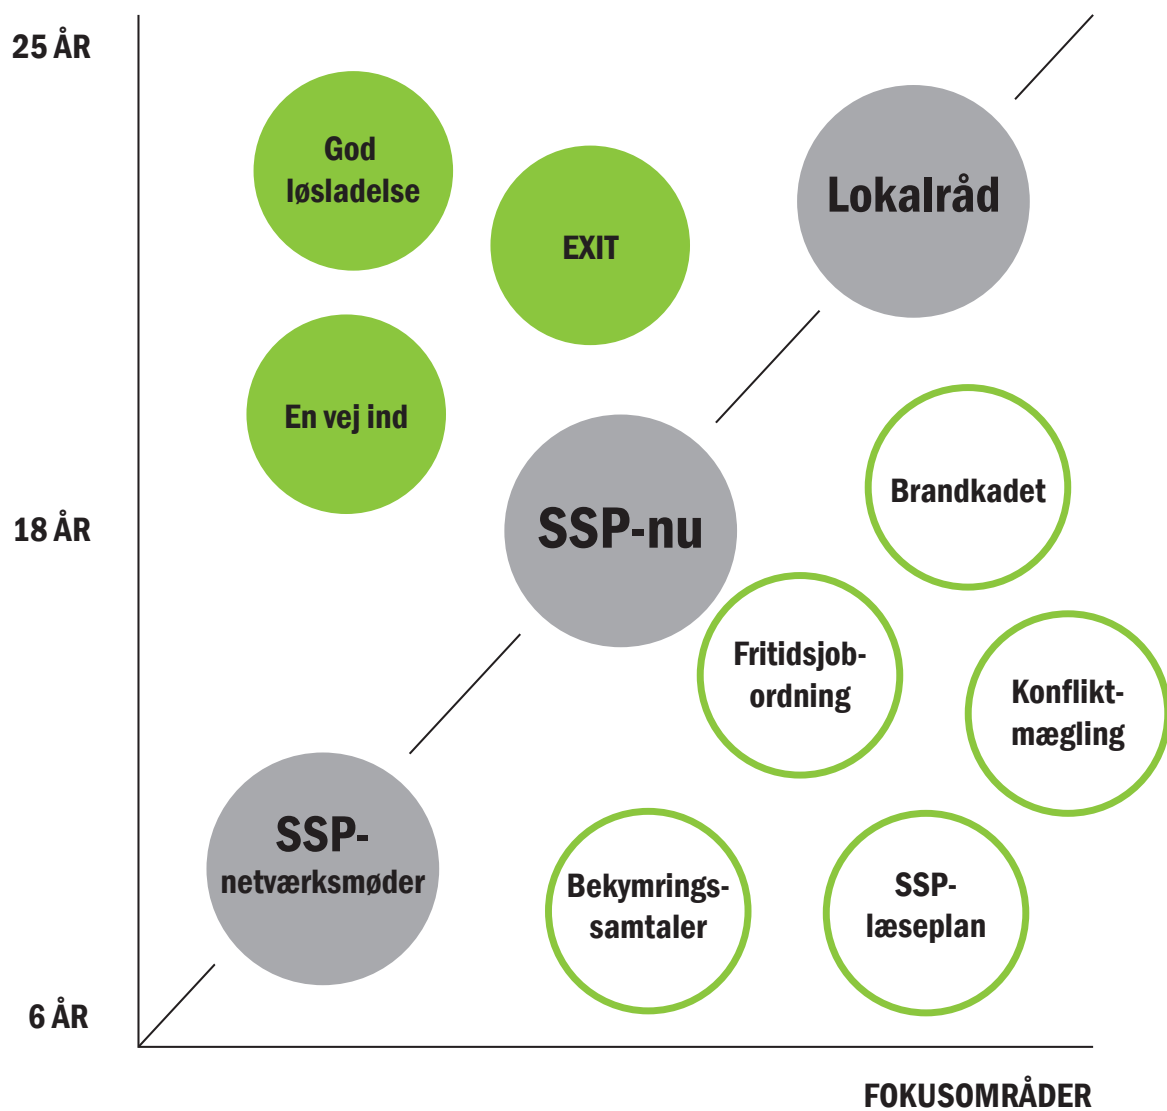 25 ÅR
God
løsladelse
EXIT
Lokalråd
En vej ind
18 ÅR
SSP-nu
Brandkadet
Fritidsjob-
ordning
Konflikt-
mægling
SSP-
netværksmøder
Bekymrings-
samtaler
SSP-
læseplan
6 ÅR
FOKUSOMRÅDER